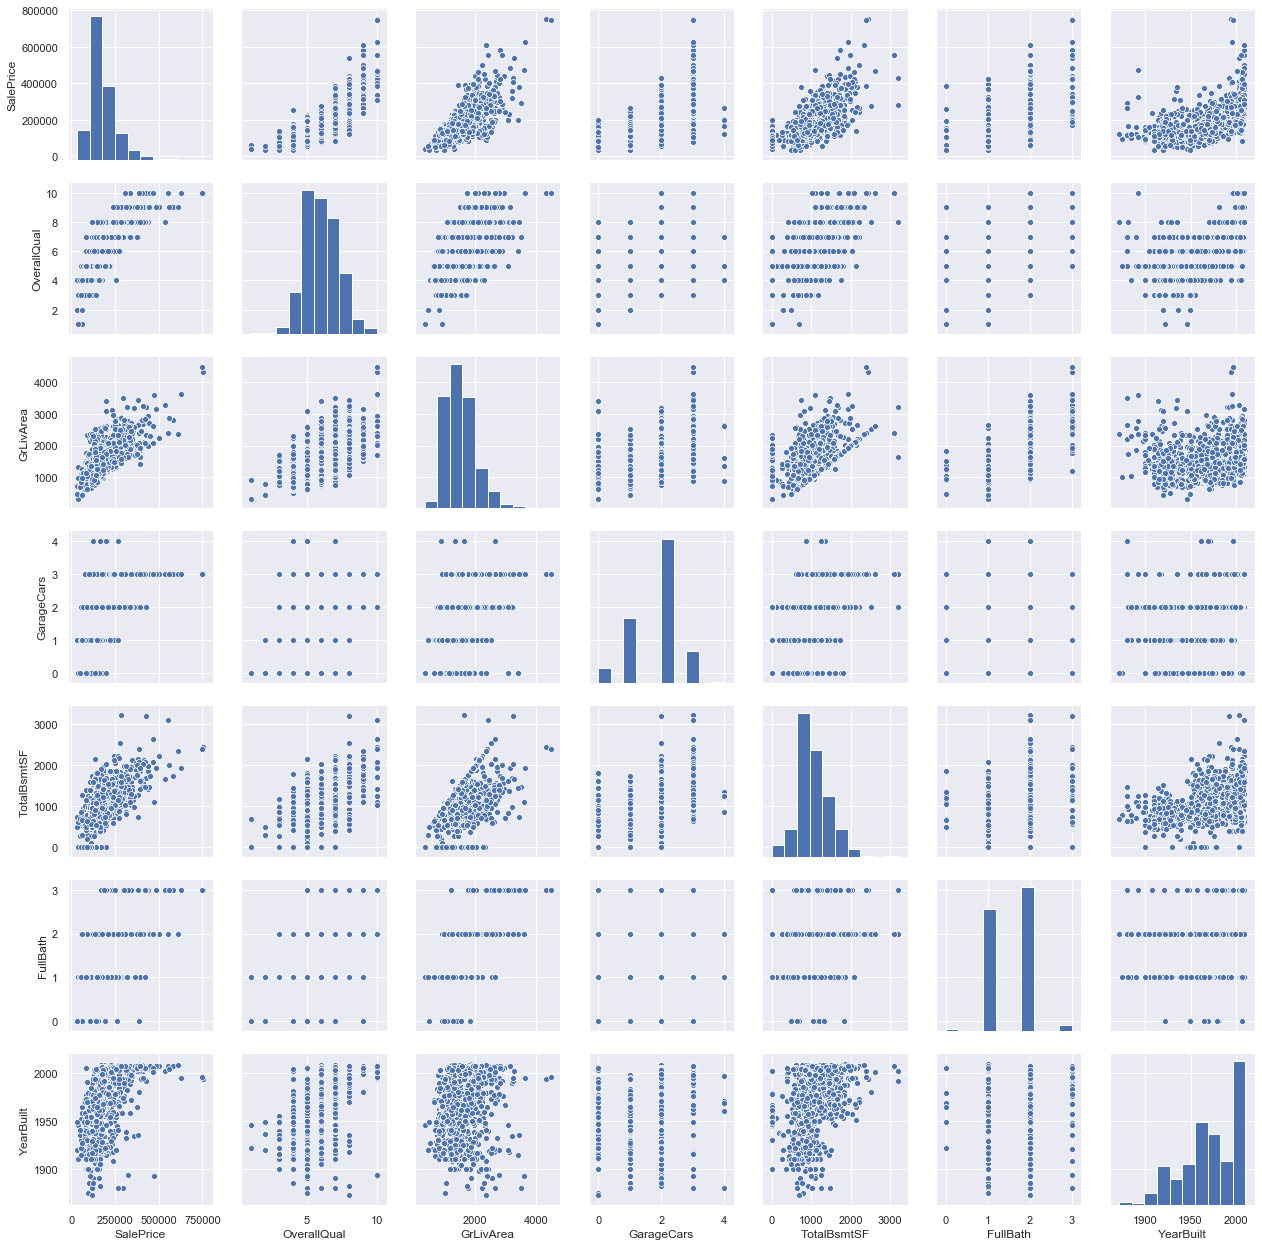 800000
600000
400000
200000
0
SalePrice
10
8
6
4
2
OverallQual
4000
3000
2000
1000
GrLivArea
4
3
2
1
0
GarageCars
3000
2000
1000
0
TotalBsmtSF
3
2
1
0
FullBath
2000
1950
1900
YearBuilt
0 250000 500000 750000
5 10
2000 4000
0 2 4
0 1000 2000 3000
0 1 2 3
1900 1950 2000
SalePrice OverallQual GrLivArea GarageCars TotalBsmtSF FullBath YearBuilt